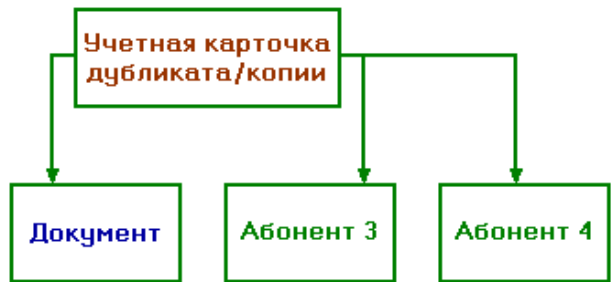 Учетная карточка
дубликата/копии
Документ
Абонент 3
Абонент 4